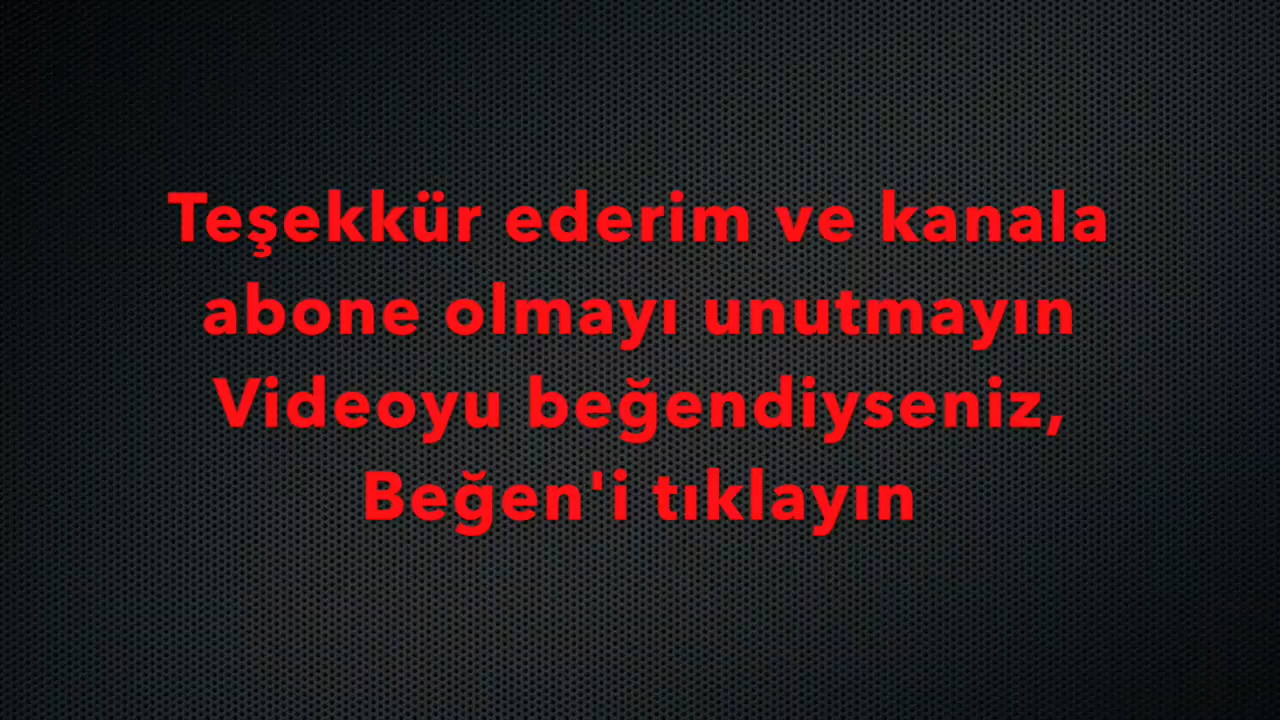 Teşekkür ederim ve kanala
abone olmayı unutmayın
Videoyu beğendiyseniz,
Beğen'i tıklayın